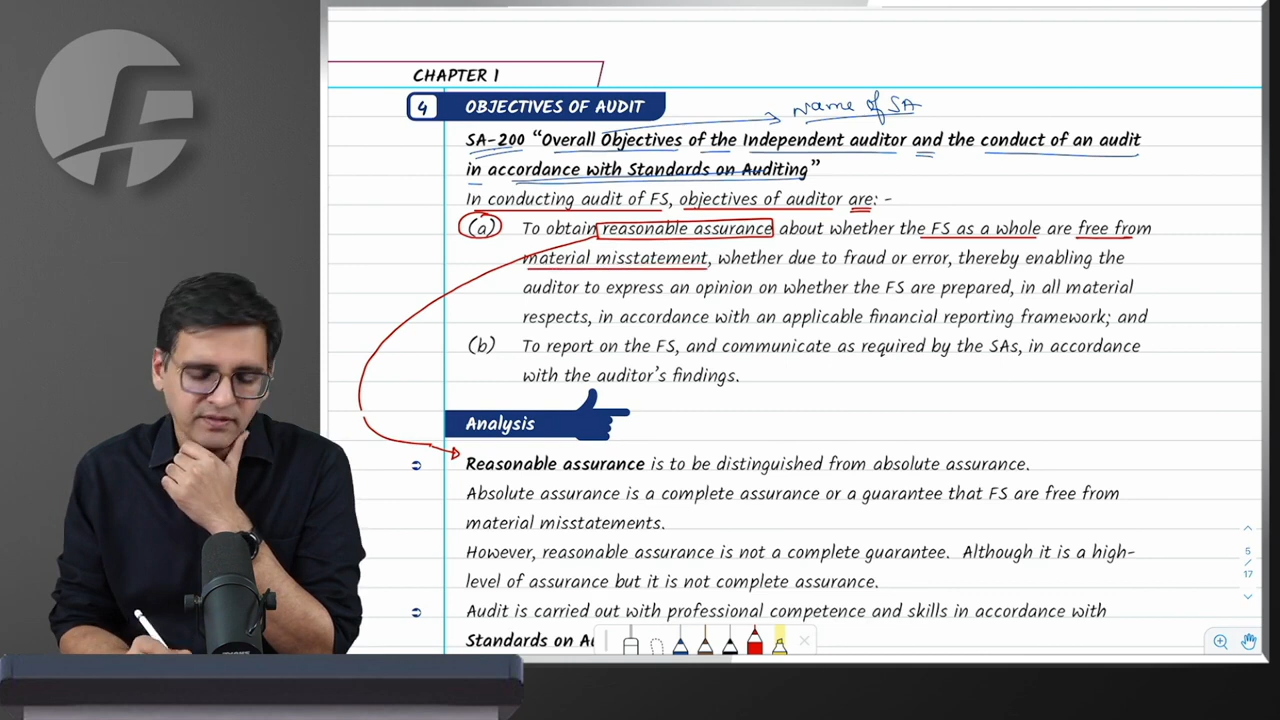 CHAPTER 1
4 OBJECTIVES OF AUDIT
Name of SA
SA-200 “Overall Objectives of the Independent auditor and the conduct of an audit
in accordance with Standards on Auditing”
In conducting audit of FS, objectives of auditor are: -
(a) To obtain reasonable assurance about whether the FS as a whole are free from
material misstatement, whether due to fraud or error, thereby enabling the
auditor to express an opinion on whether the FS are prepared, in all material
respects, in accordance with an applicable financial reporting framework; and
(b) To report on the FS, and communicate as required by the SAs, in accordance
with the auditor’s findings.
Analysis
Reasonable assurance is to be distinguished from absolute assurance.
Absolute assurance is a complete assurance or a guarantee that FS are free from
material misstatements.
However, reasonable assurance is not a complete guarantee. Although it is a high-
level of assurance but it is not complete assurance.
Audit is carried out with professional competence and skills in accordance with
Standards on A
5
/
17